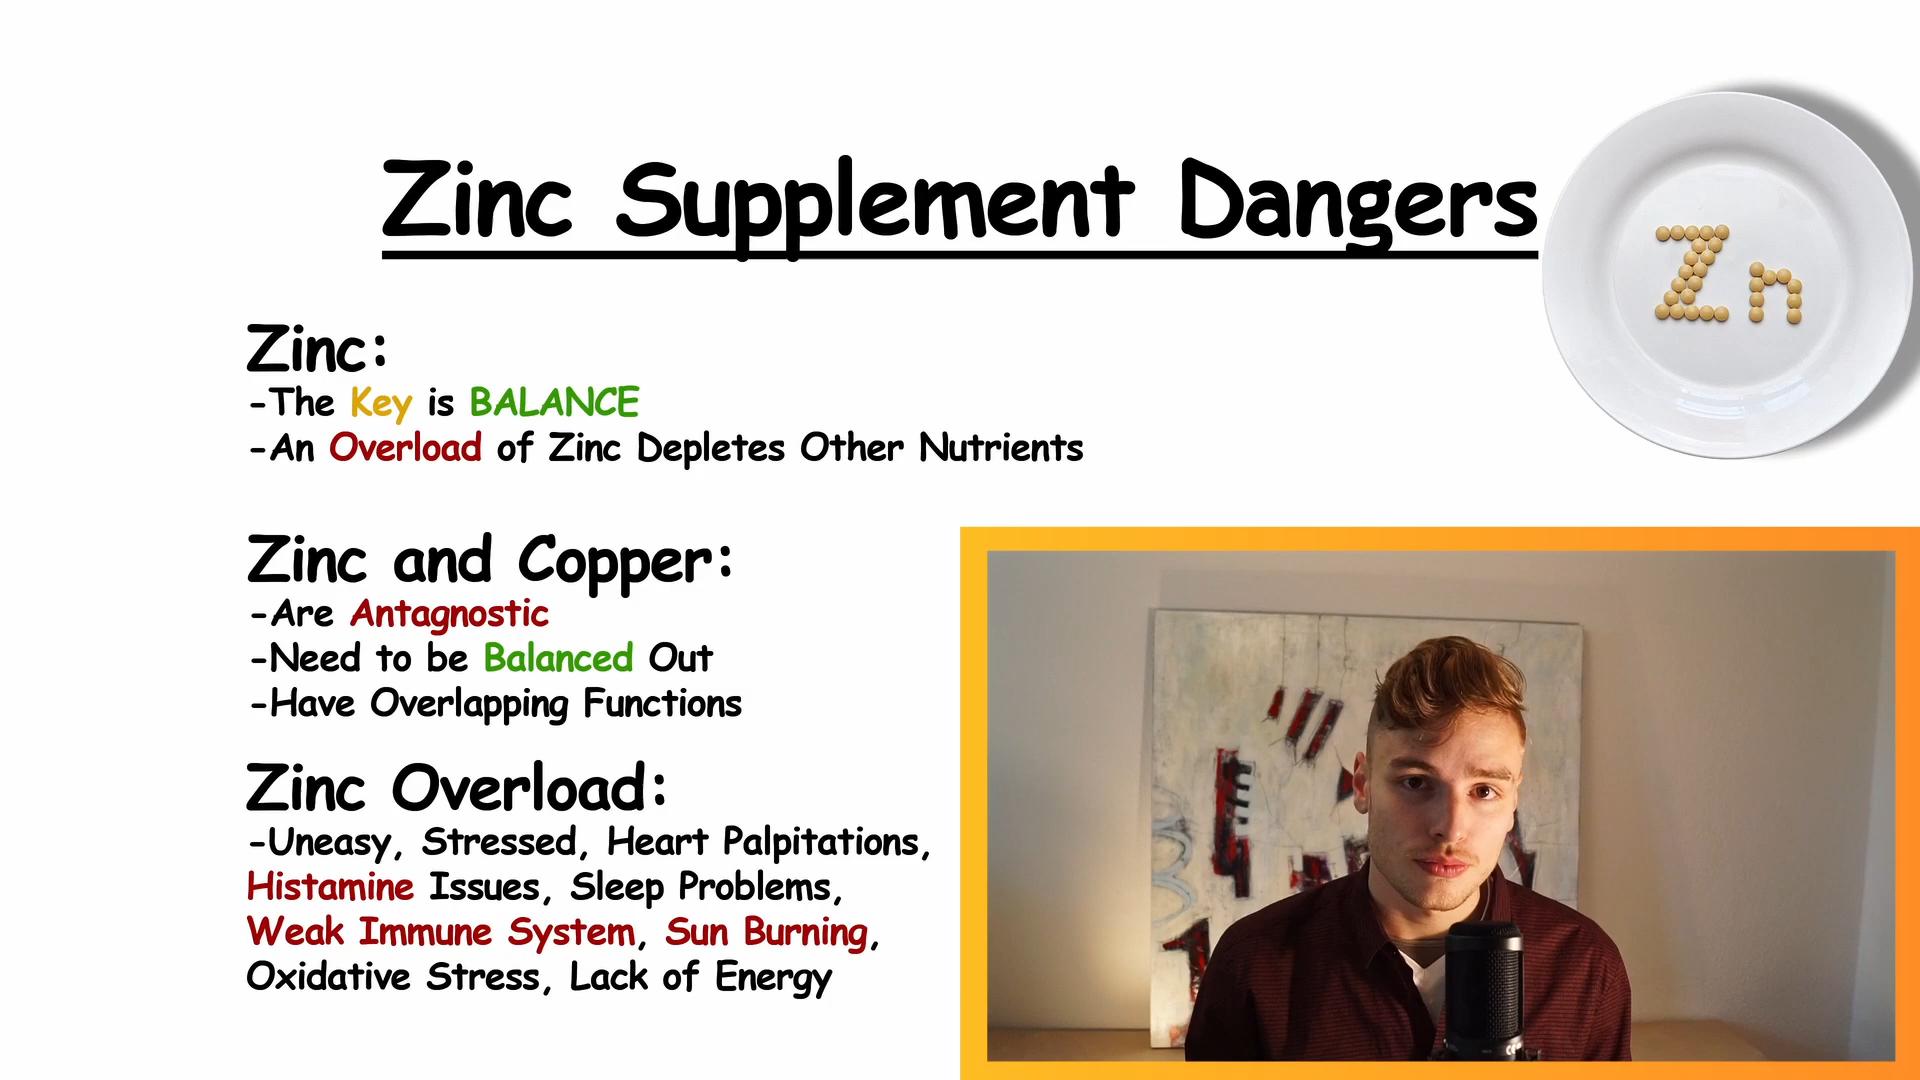 Zinc Supplement Dangers
Zn
Zinc:
-The Key is BALANCE
-An Overload of Zinc Depletes Other Nutrients
Zinc and Copper:
-Are Antagnostic
-Need to be Balanced Out
-Have Overlapping Functions
Zinc Overload:
-Uneasy, Stressed, Heart Palpitations,
Histamine Issues, Sleep Problems,
Weak Immune System, Sun Burning,
Oxidative Stress, Lack of Energy